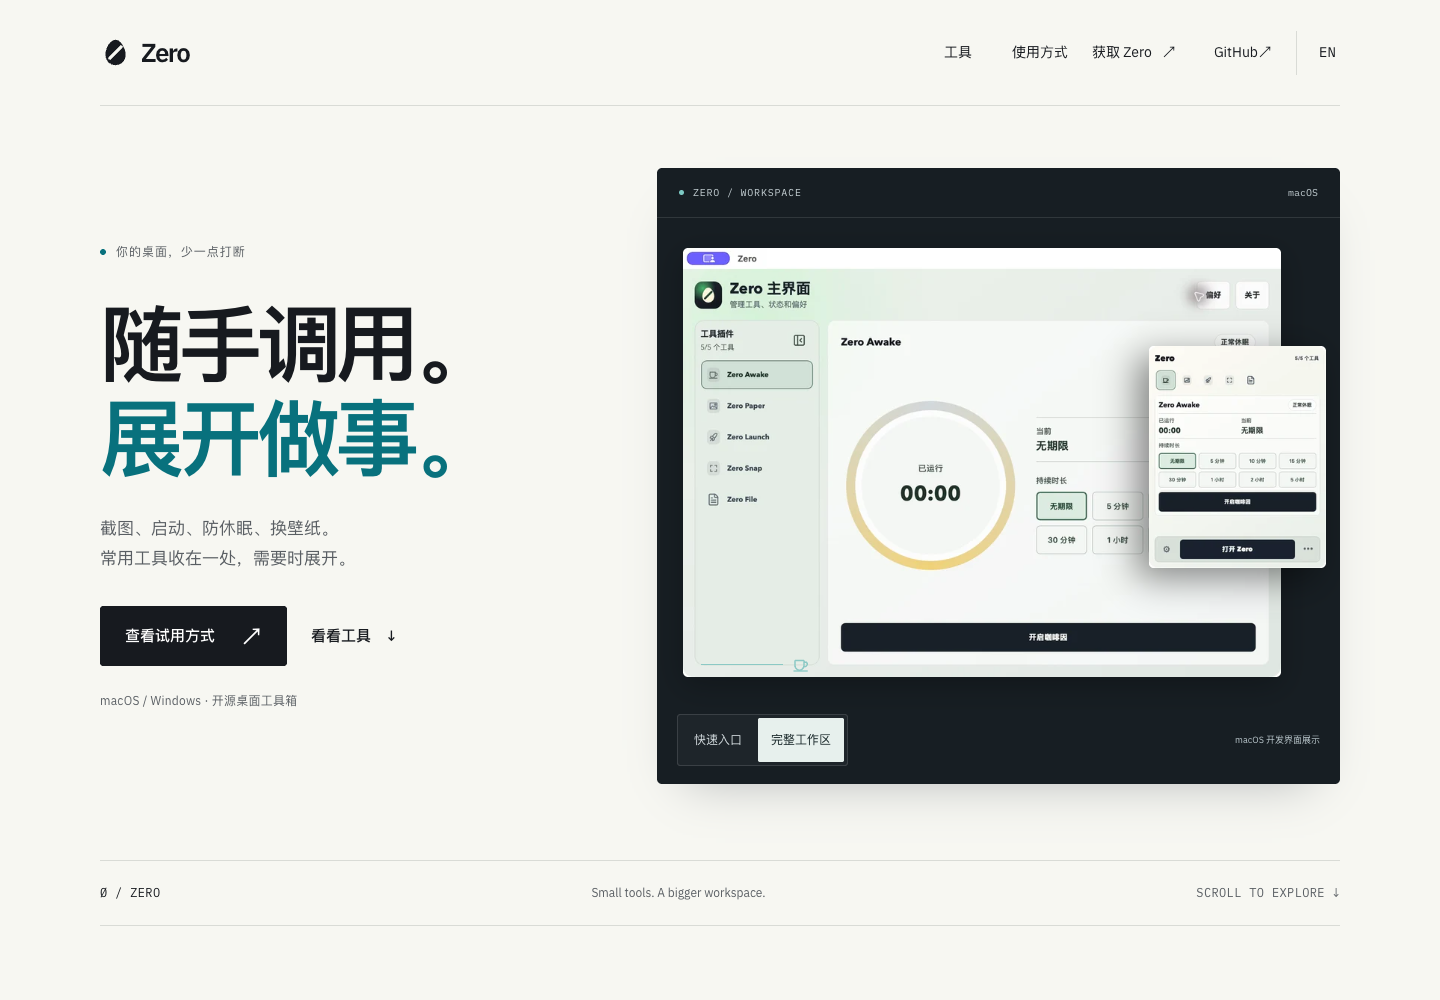 Zero
工具
使用方式
获取 Zero ↗
GitHub↗
EN
你的桌面，少一点打断
随手调用。
展开做事。
截图、启动、防休眠、换壁纸。
常用工具收在一处，需要时展开。
查看试用方式 ↗
看看工具 ↓
macOS / Windows · 开源桌面工具箱
ZERO / WORKSPACE
macOS
Zero
Zero 主界面
管理工具、状态和偏好
偏好
关于
工具插件
5/5 个工具
Zero Awake
Zero Paper
Zero Launch
Zero Snap
Zero File
Zero Awake
正常休眠
已运行
00:00
当前
无期限
持续时长
无期限
5 分钟
30 分钟
1 小时
开启咖啡因
Zero
5/5 个工具
Zero Awake
正常休眠
已运行
当前
00:00
无期限
持续时长
无期限
5 分钟
10 分钟
15 分钟
30 分钟
1 小时
2 小时
5 小时
开启咖啡因
打开 Zero
快速入口
完整工作区
macOS 开发界面展示
Ø / ZERO
Small tools. A bigger workspace.
SCROLL TO EXPLORE ↓